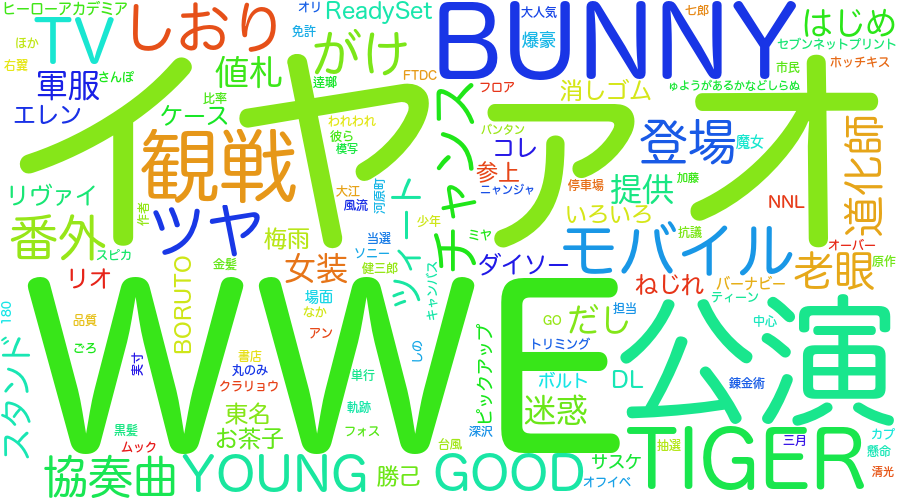 ヒーローアカデミア
オリ
ReadySet
大人気
七郎
はじめ
ほか
TV
しおり
免許
がけ
爆豪
BUNNY
セブンネットプリント
右翼
軍服
さんぽ
値札
達瑯
FTDC
フロア
消しゴム
市民
ホッチキス
エレン
ケース
比率
われわれ
チャンス
バンタン
ゅようがあるかなどしらぬ
イヤァオ
観戦
彼ら
模写
コレ
登場
魔女
道化師
リヴァイ
作者
大江
風流
河原町
参上
ニャンジャ
停車場
提供
加藤
NNL
番外
ツヤ
梅雨
当選
ツィート
少年
ミヤ
いろいろ
抗議
オーバー
スピカ
金髪
ソニー
ダイソー
モバイル
老眼
原作
リオ
BORUTO
女装
健三郎
キャンバス
ねじれ
バーナビー
ティーン
場面
なか
180
スタンド
品質
アン
WWE
GO
だし
担当
公演
中心
ごろ
実寸
書店
丸のみ
クラリョウ
単行
しの
ピックアップ
トリミング
ボルト
DL
錬金術
東名
軌跡
迷惑
お茶子
黒髪
ムック
フォス
台風
深沢
TIGER
抽選
三月
カブ
懸命
協奏曲
YOUNG
勝己
GOOD
サスケ
オフイベ
清光